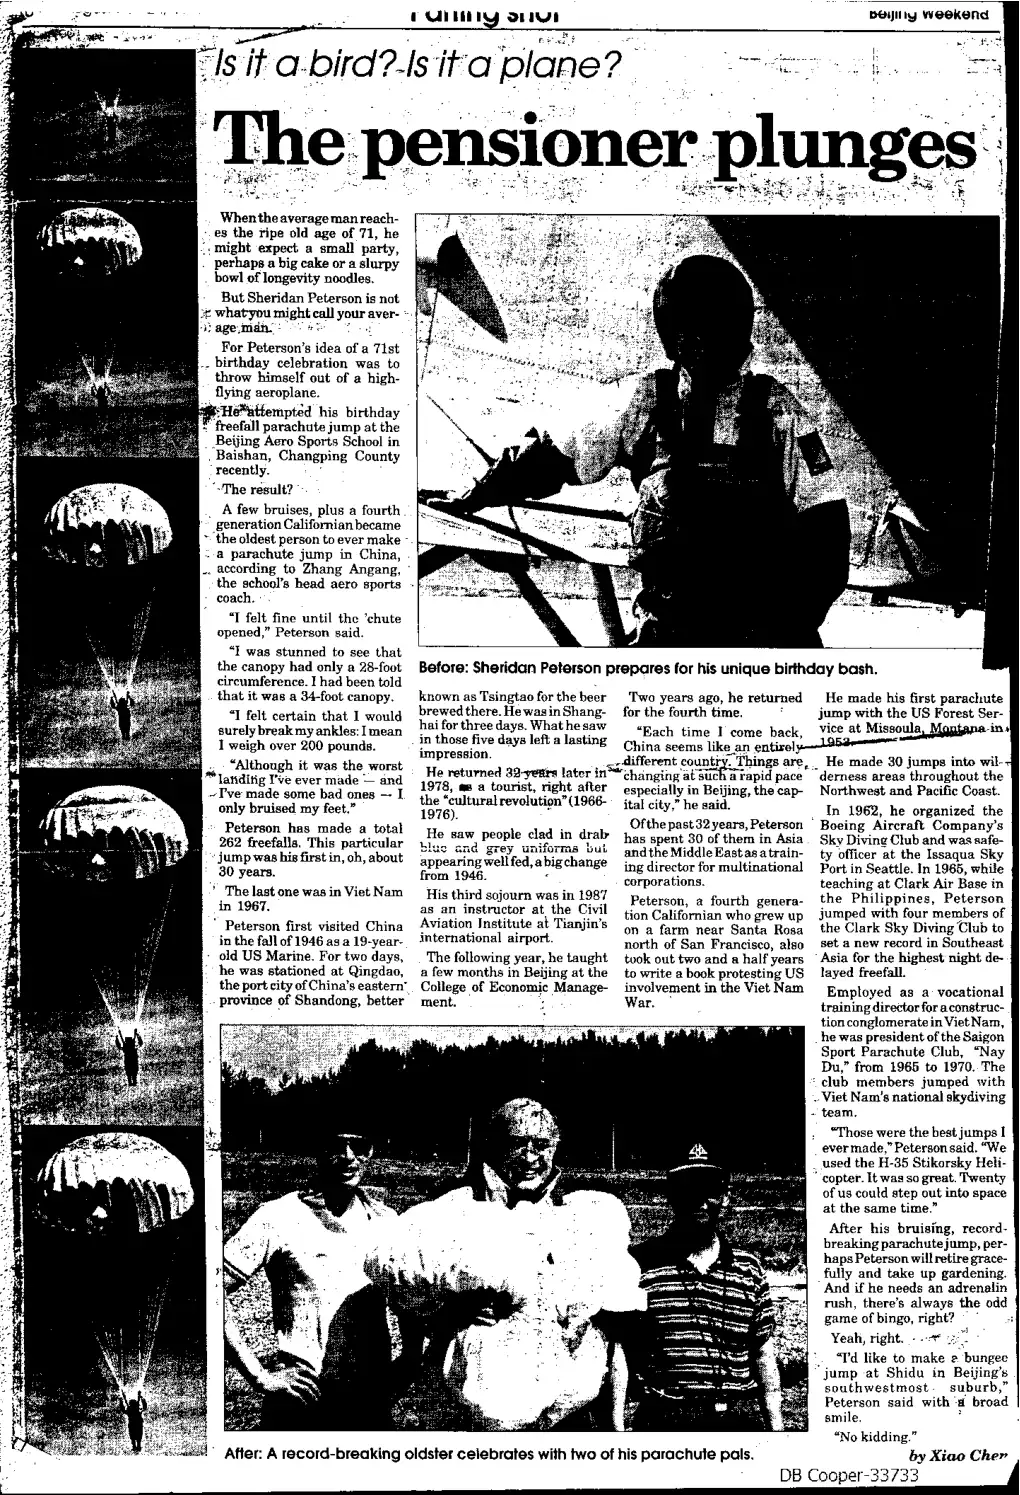 Parting Shot
Beijing Weekend
Is it a bird? Is it a plane?
The pensioner plunges
When the average man reach-
es the ripe old age of 71, he
might expect a small party,
perhaps a big cake or a slurpy
bowl of longevity noodles.
But Sheridan Peterson is not
what you might call your aver-
age man.
For Peterson's idea of a 71st
birthday celebration was to
throw himself out of a high-
flying aeroplane.
He attempted his birthday
freefall parachute jump at the
Beijing Aero Sports School in
Baishan, Changping County
recently.
The result?
A few bruises, plus a fourth
generation Californian became
the oldest person to ever make
a parachute jump in China,
according to Zhang Angang,
the school's head aero sports
coach.
"I felt fine until the 'chute
opened," Peterson said.
"I was stunned to see that
the canopy had only a 28-foot
circumference. I had been told
that it was a 34-foot canopy.
"I felt certain that I would
surely break my ankles: I mean
I weigh over 200 pounds.
"Although it was the worst
landing I've ever made — and
I've made some bad ones — I
only bruised my feet."
Peterson has made a total
262 freefalls. This particular
jump was his first in, oh, about
30 years.
The last one was in Viet Nam
in 1967.
Peterson first visited China
in the fall of 1946 as a 19-year-
old US Marine. For two days,
he was stationed at Qingdao,
the port city of China's eastern
province of Shandong, better
Before: Sheridan Peterson prepares for his unique birthday bash.
known as Tsingtao for the beer
brewed there. He was in Shang-
hai for three days. What he saw
in those five days left a lasting
impression.
He returned 32 years later in
1978, as a tourist, right after
the "cultural revolution" (1966-
1976).
He saw people clad in drab
blue and grey uniforms but
appearing well fed, a big change
from 1946.
His third sojourn was in 1987
as an instructor at the Civil
Aviation Institute at Tianjin's
international airport.
The following year, he taught
a few months in Beijing at the
College of Economic Manage-
ment.
Two years ago, he returned
for the fourth time.
"Each time I come back,
China seems like an entirely
different country. Things are
changing at such a rapid pace
especially in Beijing, the cap-
ital city," he said.
Of the past 32 years, Peterson
has spent 30 of them in Asia
and the Middle East as a train-
ing director for multinational
corporations.
Peterson, a fourth genera-
tion Californian who grew up
on a farm near Santa Rosa
north of San Francisco, also
took out two and a half years
to write a book protesting US
involvement in the Viet Nam
War.
He made his first parachute
jump with the US Forest Ser-
vice at Missoula, Montana in
1953.
He made 30 jumps into wil-
derness areas throughout the
Northwest and Pacific Coast.
In 1962, he organized the
Boeing Aircraft Company's
Sky Diving Club and was safe-
ty officer at the Issaqua Sky
Port in Seattle. In 1965, while
teaching at Clark Air Base in
the Philippines, Peterson
jumped with four members of
the Clark Sky Diving Club to
set a new record in Southeast
Asia for the highest night de-
layed freefall.
Employed as a vocational
training director for a construc-
tion conglomerate in Viet Nam,
he was president of the Saigon
Sport Parachute Club, "Nay
Du," from 1965 to 1970. The
club members jumped with
Viet Nam's national skydiving
team.
"Those were the best jumps I
ever made," Peterson said. "We
used the H-35 Stikorsky Heli-
copter. It was so great. Twenty
of us could step out into space
at the same time."
After his bruising, record-
breaking parachute jump, per-
haps Peterson will retire grace-
fully and take up gardening.
And if he needs an adrenalin
rush, there's always the odd
game of bingo, right?
Yeah, right.
"I'd like to make a bungee
jump at Shidu in Beijing's
southwestmost suburb,"
Peterson said with a broad
smile.
"No kidding."
by Xiao Chen
After: A record-breaking oldster celebrates with two of his parachute pals.
DB Cooper-33733